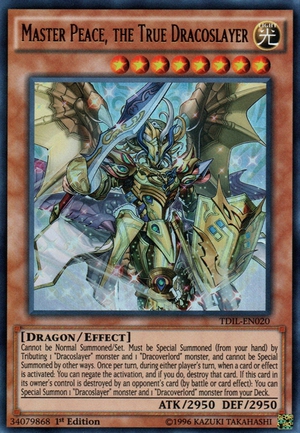 MASTER PEACE, THE TRUE DRACOSLAYER
LIGHT
光
TDIL-EN020
[DRAGON/EFFECT]
Cannot be Normal Summoned/Set. Must be Special Summoned (from your hand) by
Tributing 1 "Dracoslayer" monster and 1 "Dracoverlord" monster, and cannot be Special
Summoned by other ways. Once per turn, during either player's turn, when a card or effect
is activated: You can negate the activation, and if you do, destroy that card. If this card in
its owner's control is destroyed by an opponent's card (by battle or card effect): You can
Special Summon 1 "Dracoslayer" monster and 1 "Dracoverlord" monster from your Deck.
ATK/2950 DEF/2950
34079868 1st Edition
©1996 KAZUKI TAKAHASHI